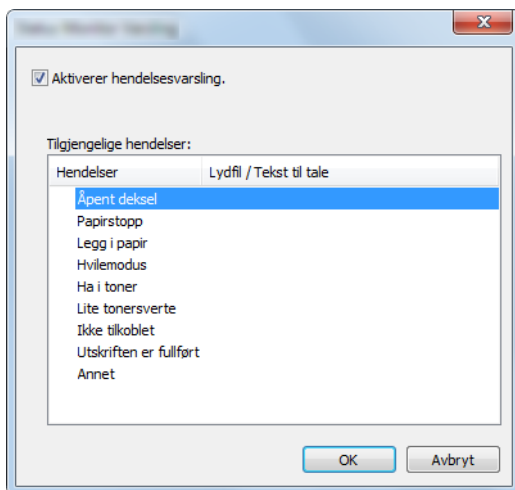 Aktiverer hendelsesvarsling.
Tilgjengelige hendelser:
Hendelser Lydfil / Tekst til tale
Åpent deksel
Papirstopp
Legg i papir
Hvilemodus
Ha i toner
Lite tonersverte
Ikke tilkoblet
Utskriften er fullført
Annet
OK Avbryt